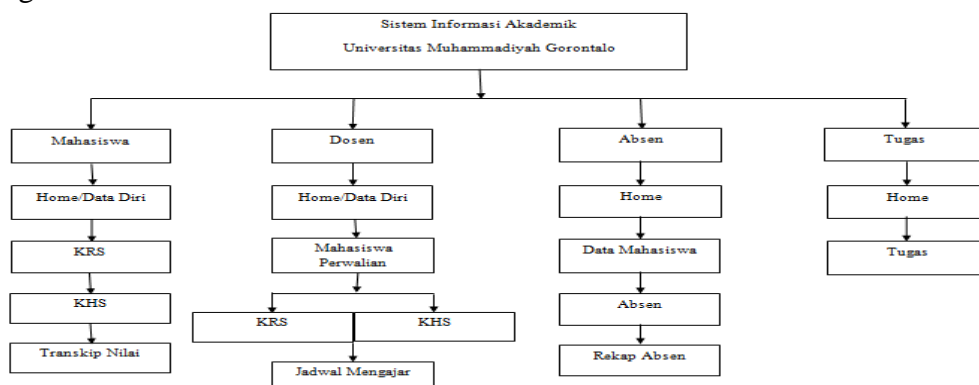 Sistem Informasi Akademik
Universitas Muhammadiyah Gorontalo
Mahasiswa
Dosen
Absen
Tugas
Home/Data Diri
Home/Data Diri
Home
Home
KRS
Mahasiswa
Perwalian
Data Mahasiswa
Tugas
KHS
KRS
KHS
Absen
Transkip Nilai
Jadwal Mengajar
Rekap Absen